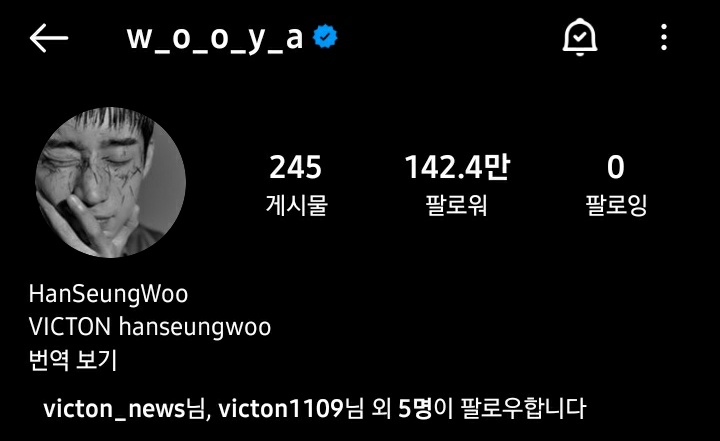 w_o_o_y_a
245 142.4만 0
게시물 팔로워 팔로잉
HanSeungWoo
VICTON hanseungwoo
번역 보기
victon_news님, victon1109님 외 5명이 팔로우합니다